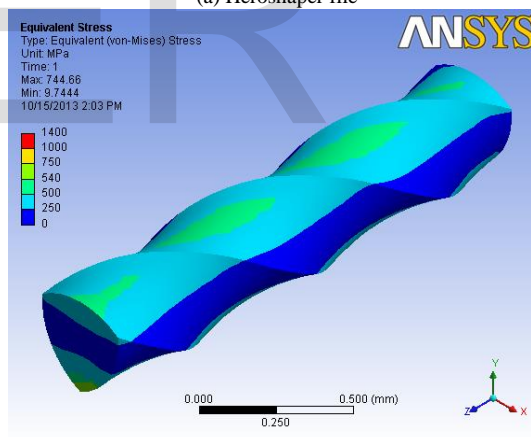 (a) Heroshaper file
Equivalent Stress
Type: Equivalent (von-Mises) Stress
Unit: MPa
Time: 1
Max: 744.66
Min: 9.7444
10/15/2013 2:03 PM
ANSYS
1400
1000
750
640
500
250
0
ER
0.000
0.500 (mm)
0.250
Y
Z
X